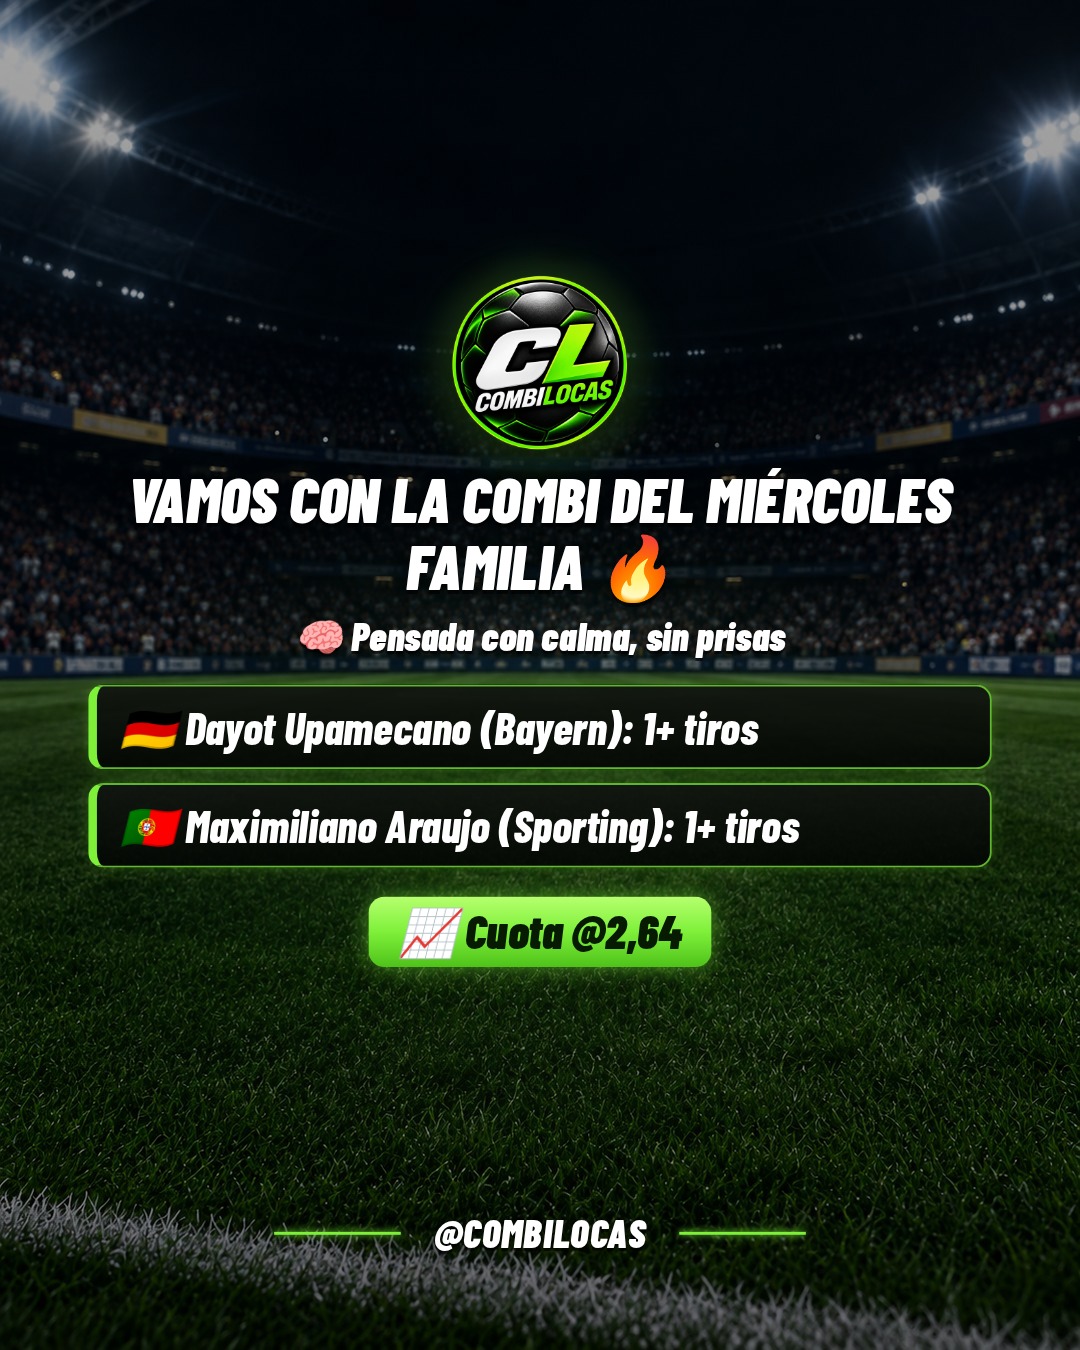 CL
COMBILOCAS
VAMOS CON LA COMBI DEL MIÉRCOLES
FAMILIA 🔥
🧠 Pensada con calma, sin prisas
🇩🇪 Dayot Upamecano (Bayern): 1+ tiros
🇵🇹 Maximiliano Araujo (Sporting): 1+ tiros
📈 Cuota @2,64
@COMBILOCAS